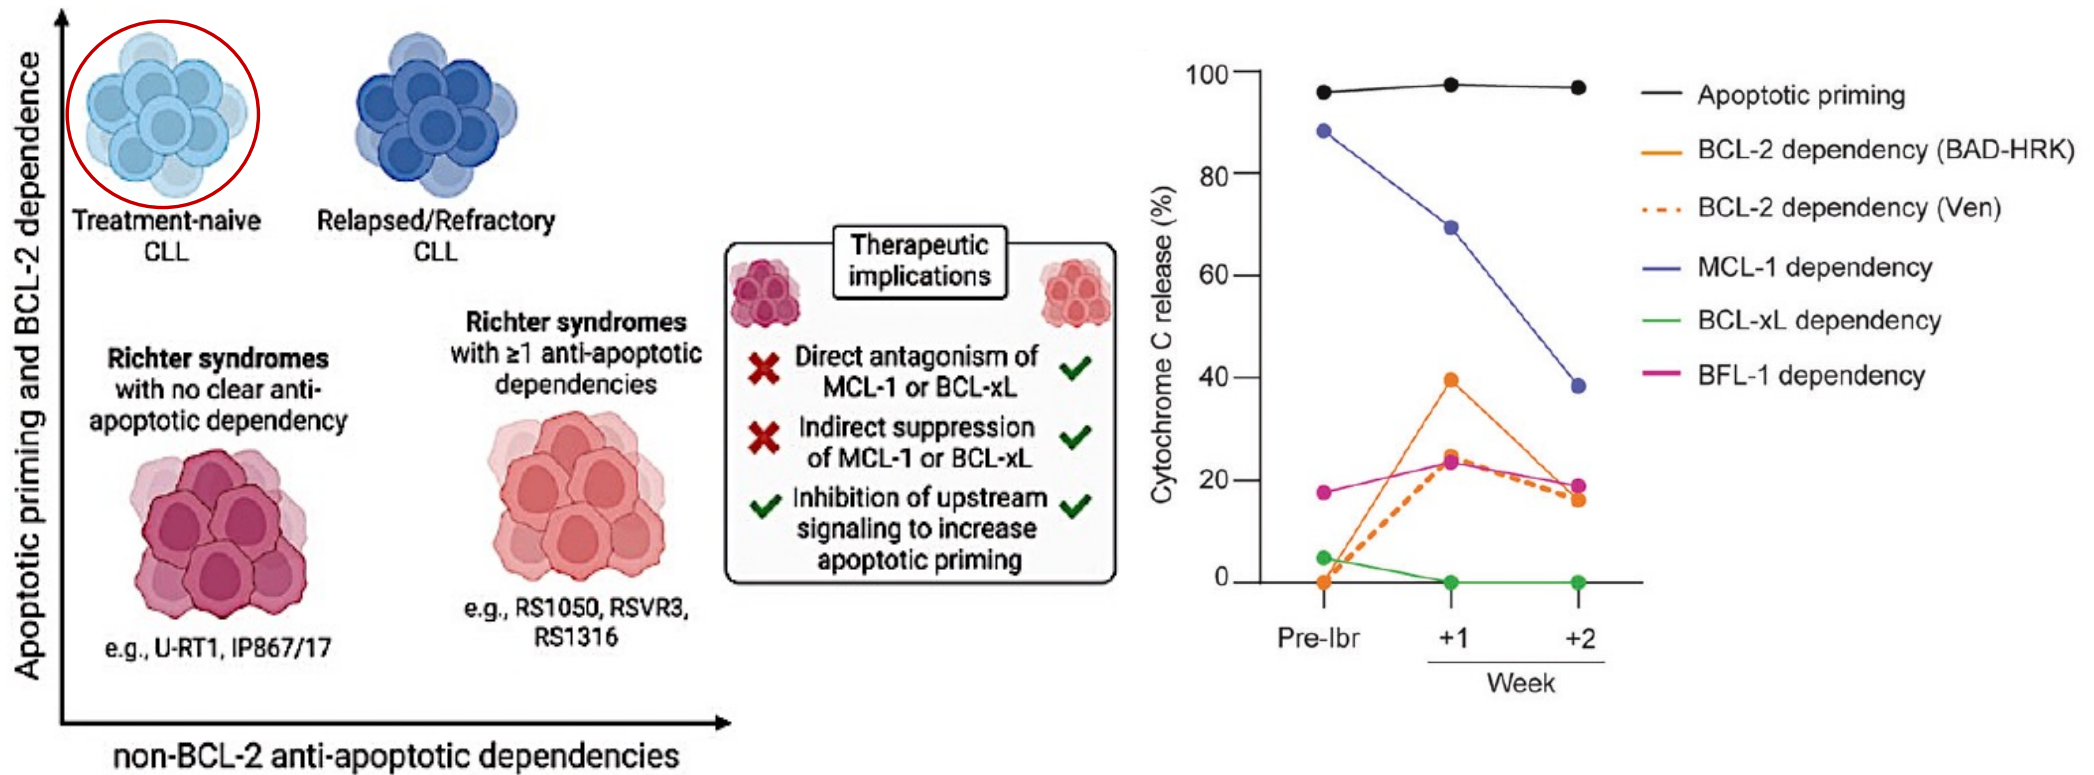 Apoptotic priming and BCL-2 dependence
Treatment-naive
CLL
Relapsed/Refractory
CLL
Richter syndromes
with no clear anti-
apoptotic dependency
e.g., U-RT1, IP867/17
Richter syndromes
with ≥1 anti-apoptotic
dependencies
e.g., RS1050, RSVR3,
RS1316
non-BCL-2 anti-apoptotic dependencies
Therapeutic
implications
Direct antagonism of
MCL-1 or BCL-xL
Indirect suppression
of MCL-1 or BCL-xL
Inhibition of upstream
signaling to increase
apoptotic priming
Cytochrome C release (%)
100
80
60
40
20
0
Pre-Ibr
+1
+2
Week
Apoptotic priming
BCL-2 dependency (BAD-HRK)
BCL-2 dependency (Ven)
MCL-1 dependency
BCL-xL dependency
BFL-1 dependency